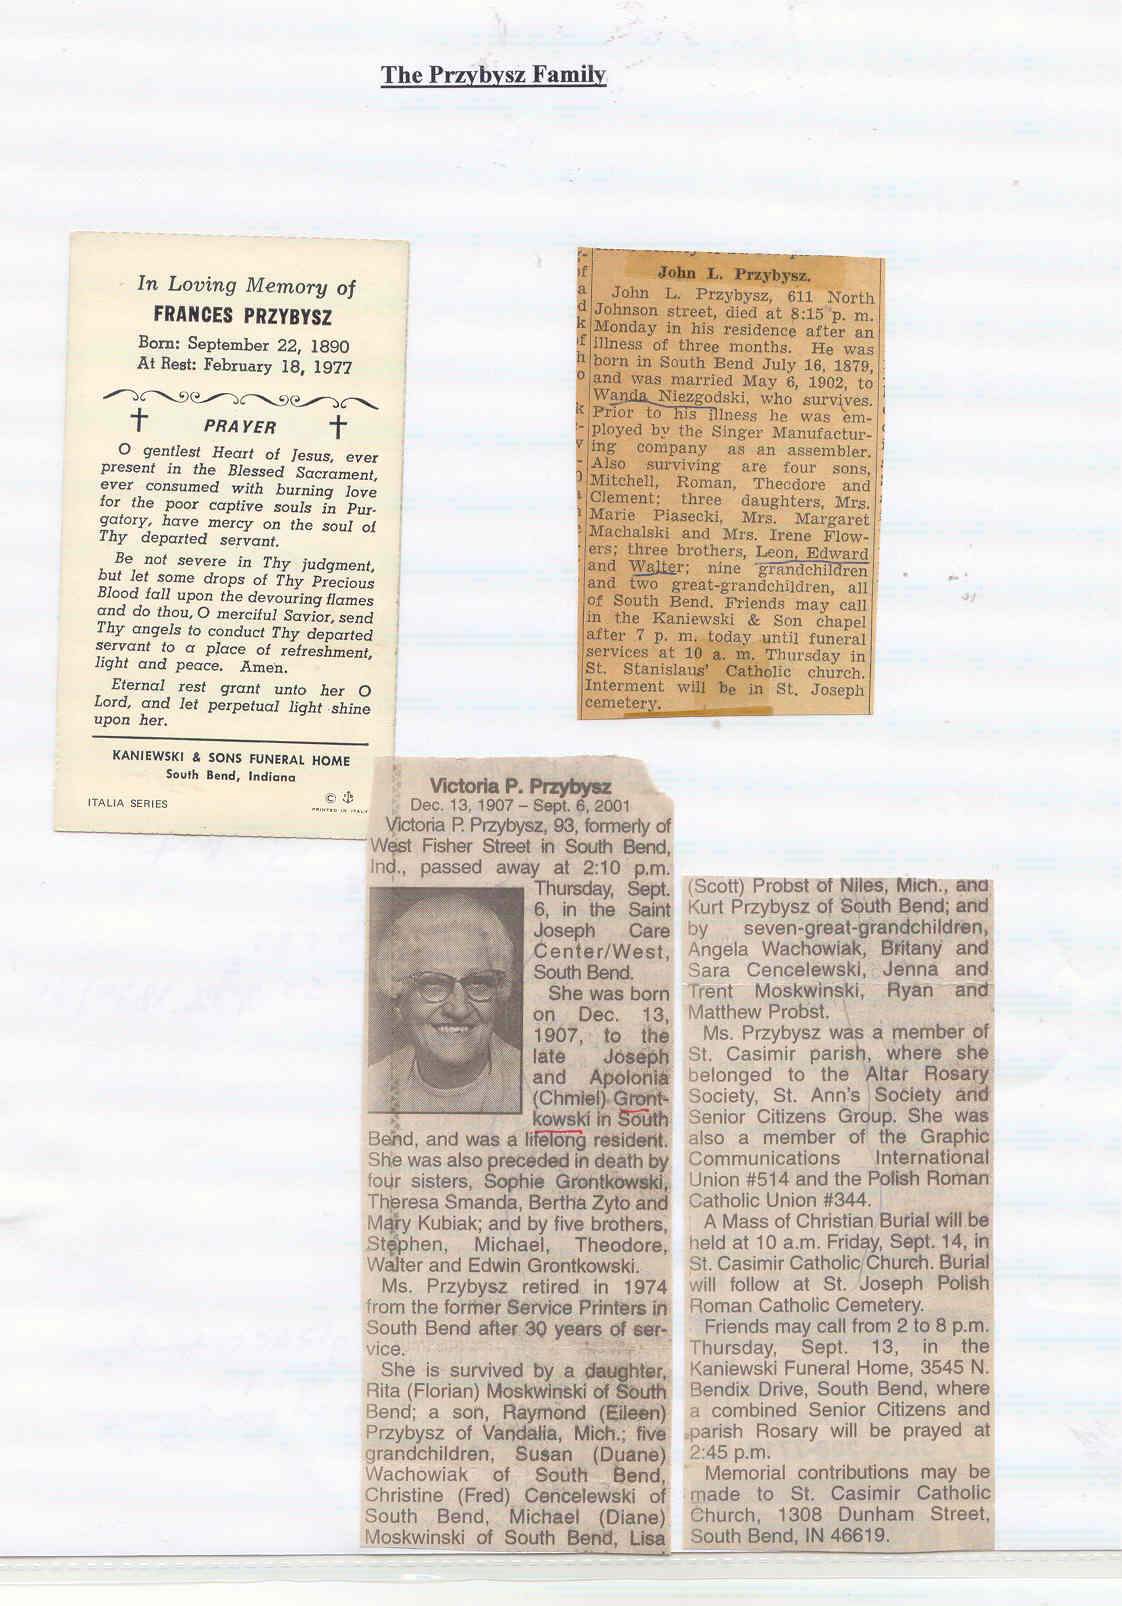 The Przybysz Family
In Loving Memory of
FRANCES PRZYBYSZ
Born: September 22, 1890
At Rest: February 18, 1977
PRAYER
O gentlest Heart of Jesus, ever
present in the Blessed Sacrament,
ever consumed with burning love
for the poor captive souls in Pur-
gatory, have mercy on the soul of
Thy departed servant.
Be not severe in Thy judgment,
but let some drops of Thy Precious
Blood fall upon the devouring flames
and do thou, O merciful Savior, send
Thy angels to conduct Thy departed
servant to a place of refreshment,
light and peace. Amen.
Eternal rest grant unto her O
Lord, and let perpetual light shine
upon her.
KANIEWSKI & SONS FUNERAL HOME
South Bend, Indiana
ITALIA SERIES
©
PRINTED IN ITALY
John L. Przybysz.
John L. Przybysz, 611 North
Johnson street, died at 8:15 p. m.
Monday in his residence after an
illness of three months. He was
born in South Bend July 16, 1879,
and was married May 6, 1902, to
Wanda Niezgodski, who survives.
Prior to his illness he was em-
ployed by the Singer Manufactur-
ing company as an assembler.
Also surviving are four sons,
Mitchell, Roman, Theodore and
Clement; three daughters, Mrs.
Marie Piasecki, Mrs. Margaret
Machalski and Mrs. Irene Flow-
ers; three brothers, Leon, Edward
and Walter; nine grandchildren
and two great-grandchildren, all
of South Bend. Friends may call
in the Kaniewski & Son chapel
after 7 p. m. today until funeral
services at 10 a. m. Thursday in
St. Stanislaus' Catholic church.
Interment will be in St. Joseph
cemetery.
Victoria P. Przybysz
Dec. 13, 1907 – Sept. 6, 2001
Victoria P. Przybysz, 93, formerly of
West Fisher Street in South Bend,
Ind., passed away at 2:10 p.m.
Thursday, Sept.
6, in the Saint
Joseph Care
Center/West,
South Bend.
She was born
on Dec. 13,
1907, to the
late Joseph
and Apolonia
(Chmiel) Gront-
kowski in South
Bend, and was a lifelong resident.
She was also preceded in death by
four sisters, Sophie Grontkowski,
Theresa Smanda, Bertha Zyto and
Mary Kubiak; and by five brothers,
Stephen, Michael, Theodore,
Walter and Edwin Grontkowski.
Ms. Przybysz retired in 1974
from the former Service Printers in
South Bend after 30 years of ser-
vice.
She is survived by a daughter,
Rita (Florian) Moskwinski of South
Bend; a son, Raymond (Eileen)
Przybysz of Vandalia, Mich.; five
grandchildren, Susan (Duane)
Wachowiak of South Bend,
Christine (Fred) Cencelewski of
South Bend, Michael (Diane)
Moskwinski of South Bend, Lisa
(Scott) Probst of Niles, Mich., and
Kurt Przybysz of South Bend; and
by seven-great-grandchildren,
Angela Wachowiak, Britany and
Sara Cencelewski, Jenna and
Trent Moskwinski, Ryan and
Matthew Probst.
Ms. Przybysz was a member of
St. Casimir parish, where she
belonged to the Altar Rosary
Society, St. Ann's Society and
Senior Citizens Group. She was
also a member of the Graphic
Communications International
Union #514 and the Polish Roman
Catholic Union #344.
A Mass of Christian Burial will be
held at 10 a.m. Friday, Sept. 14, in
St. Casimir Catholic Church. Burial
will follow at St. Joseph Polish
Roman Catholic Cemetery.
Friends may call from 2 to 8 p.m.
Thursday, Sept. 13, in the
Kaniewski Funeral Home, 3545 N.
Bendix Drive, South Bend, where
a combined Senior Citizens and
parish Rosary will be prayed at
2:45 p.m.
Memorial contributions may be
made to St. Casimir Catholic
Church, 1308 Dunham Street,
South Bend, IN 46619.